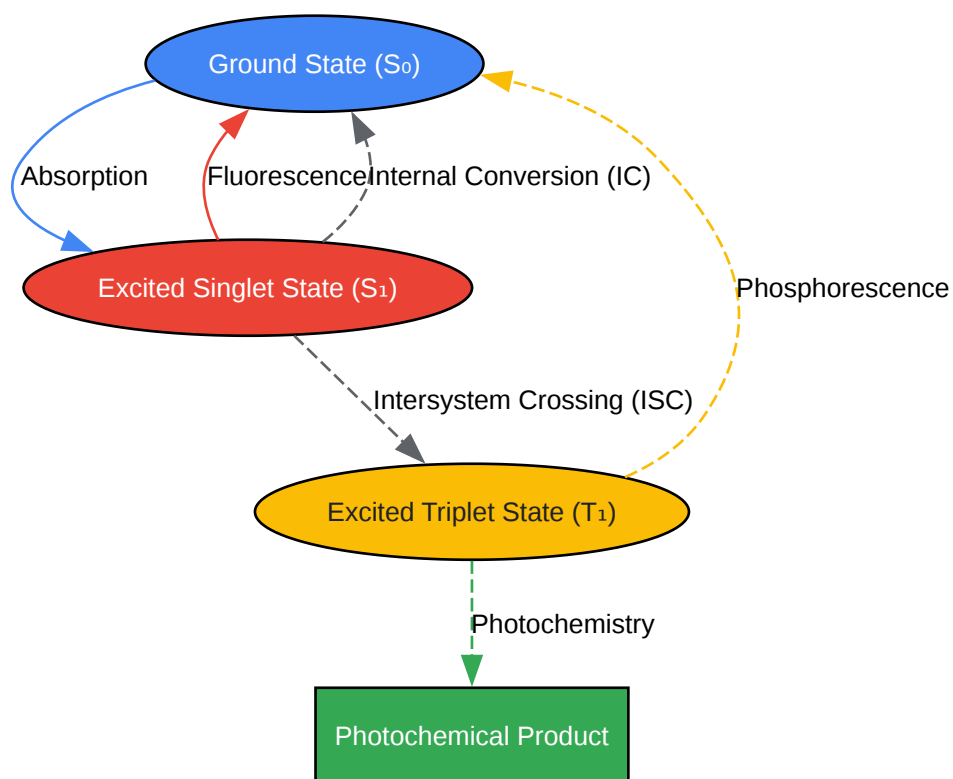 Ground State (S₀)
Absorption
Fluorescence
Internal Conversion (IC)
Excited Singlet State (S₁)
Phosphorescence
Intersystem Crossing (ISC)
Excited Triplet State (T₁)
Photochemistry
Photochemical Product